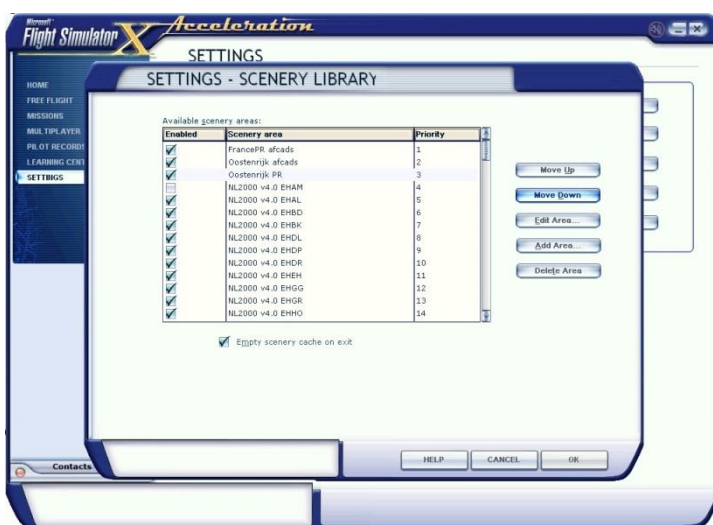 Microsoft
Flight Simulator X Acceleration
SETTINGS
SETTINGS - SCENERY LIBRARY
HOME
FREE FLIGHT
MISSIONS
MULTIPLAYER
PILOT RECORDS
LEARNING CENT
SETTINGS
Available scenery areas:
Enabled Scenery area Priority
FrancePR afcads 1
Oostenrijk afcads 2
Oostenrijk PR 3
NL2000 v4.0 EHAM 4
NL2000 v4.0 EHAL 5
NL2000 v4.0 EHBD 6
NL2000 v4.0 EHBK 7
NL2000 v4.0 EHDL 8
NL2000 v4.0 EHDP 9
NL2000 v4.0 EHDR 10
NL2000 v4.0 EHEH 11
NL2000 v4.0 EHGG 12
NL2000 v4.0 EHGR 13
NL2000 v4.0 EHHO 14
Move Up
Move Down
Edit Area...
Add Area...
Delete Area
Empty scenery cache on exit
HELP CANCEL OK
Contacts